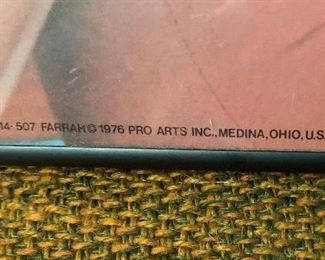 14-507 FARRAH © 1976 PRO ARTS INC., MEDINA, OHIO, U.S.